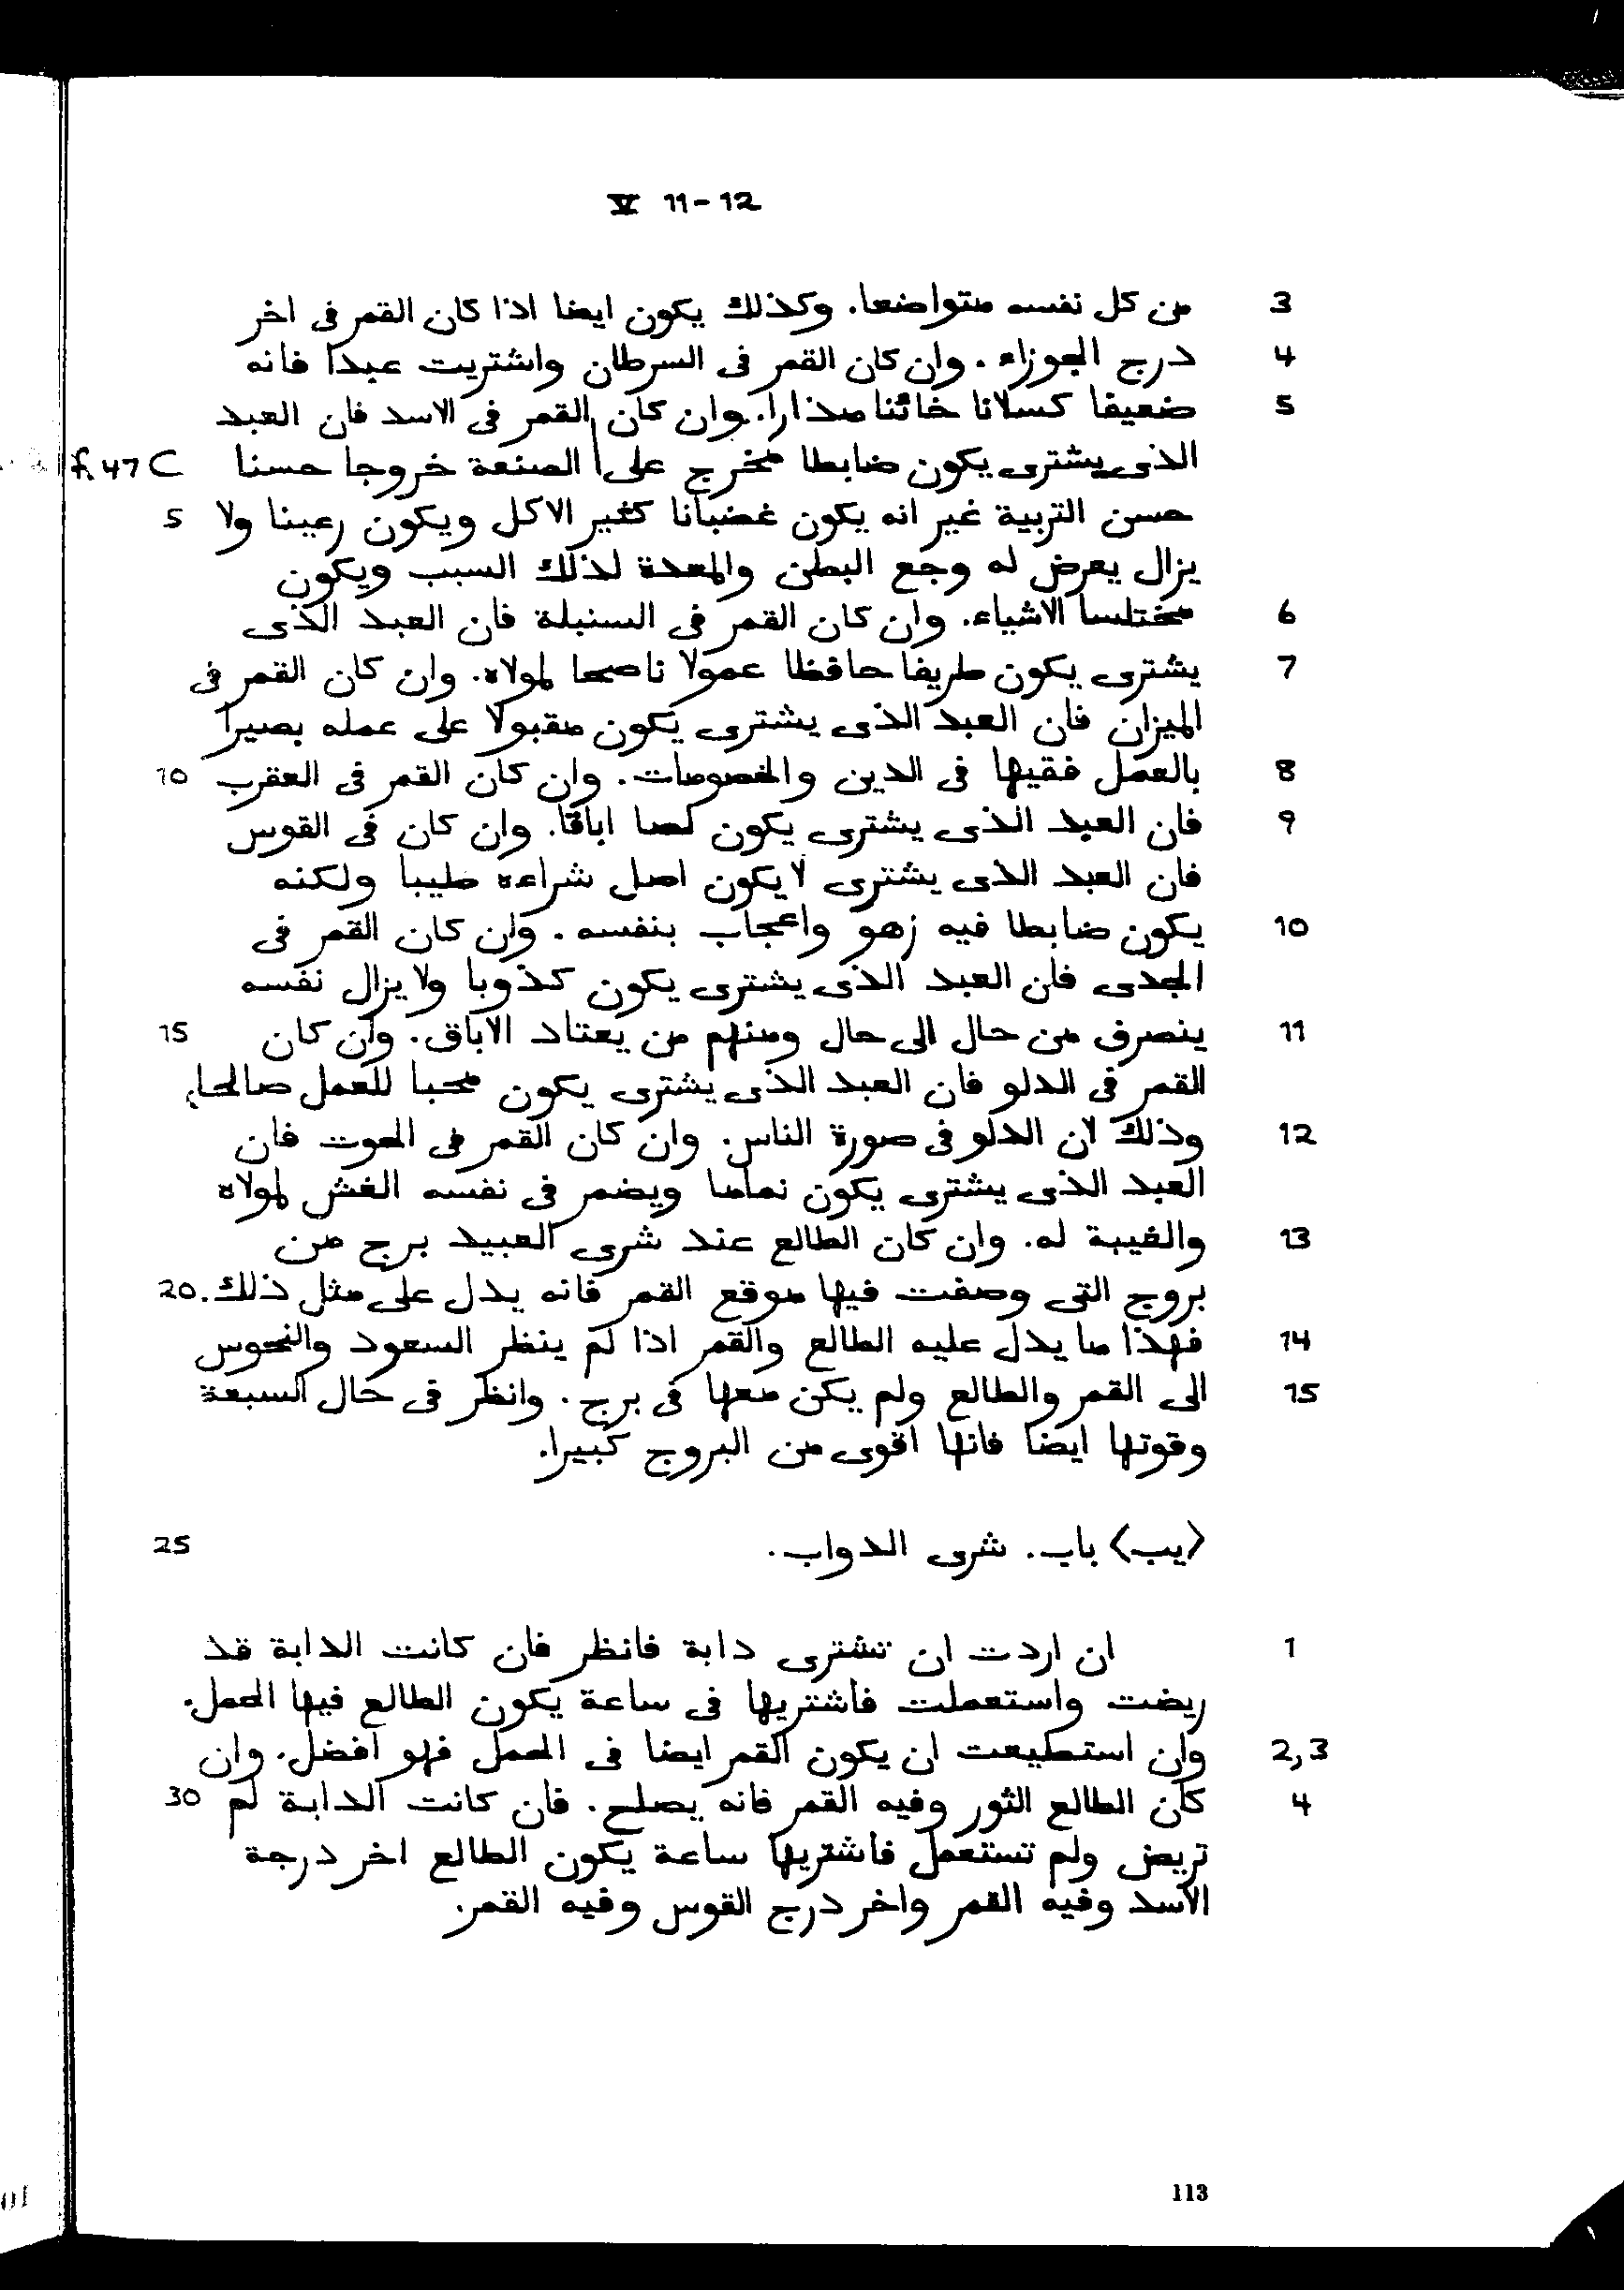 V 11-12
3 من كل نفسه متواضعا. وكذلك يكون ايضا اذا كان القمر فى اخر
4 درج الجوزاء. وان كان القمر فى السرطان واشتريت عبدا فانه
5 ضعيفا كسلانا خائنا مذارا. وان كان القمر فى الاسد فان العبد
الذى يشترى يكون ضابطا مخرج على| الصنعة خروجا حسنا f. 47 C
حسن التربية غير انه يكون غضبانا كثير الاكل ويكون رعينا ولا 5
يزال يعرض له وجع البطن والمعدة لذلك السبب ويكون
6 مختلسا الاشياء. وان كان القمر فى السنبلة فان العبد الذى
7 يشترى يكون طريفا حافظا عمولا ناصحا لمولاه. وان كان القمر فى
الميزان فان العبد الذى يشترى يكون مقبولا على عمله بصيرا
8 بالعمل فقيها فى الدين والخصومات. وان كان القمر فى العقرب 10
9 فان العبد الذى يشترى يكون لصا اباقا. وان كان فى القوس
فان العبد الذى يشترى لا يكون اصل شراءه طيبا ولكنه
10 يكون ضابطا فيه زهو واعجاب بنفسه. وان كان القمر فى
الجدى فان العبد الذى يشترى يكون كذوبا ولا يزال نفسه
11 ينصرف من حال الى حال ومنهم من يعتاد الاباق. وان كان 15
القمر فى الدلو فان العبد الذى يشترى يكون محبا للعمل صالحا،
12 وذلك لان الدلو فى صورة الناس. وان كان القمر فى الحوت فان
العبد الذى يشترى يكون نماما ويضمر فى نفسه الغش لمولاه
13 والغيبة له. وان كان الطالع عند شرى العبيد برج من
بروج التى وصفت فيها موقع القمر فانه يدل على مثل ذلك. 20
14 فهذا ما يدل عليه الطالع والقمر اذا لم ينظر السعود والنحوس
15 الى القمر والطالع ولم يكن معها فى برج. وانظر فى حال السبعة
وقوتها ايضا فانها اقوى من البروج كبيرا.
⟨يب⟩ باب. شرى الدواب. 25
1 ان اردت ان تشترى دابة فانظر فان كانت الدابة قد
ريضت واستعملت فاشتريها فى ساعة يكون الطالع فيها الحمل.
2,3 وان استطيعت ان يكون القمر ايضا فى الحمل فهو افضل. وان
4 كان الطالع الثور وفيه القمر فانه يصلح. فان كانت الدابة لم 30
تريض ولم تستعمل فاشتريها ساعة يكون الطالع اخر درجة
الاسد وفيه القمر واخر درج القوس وفيه القمر.
113